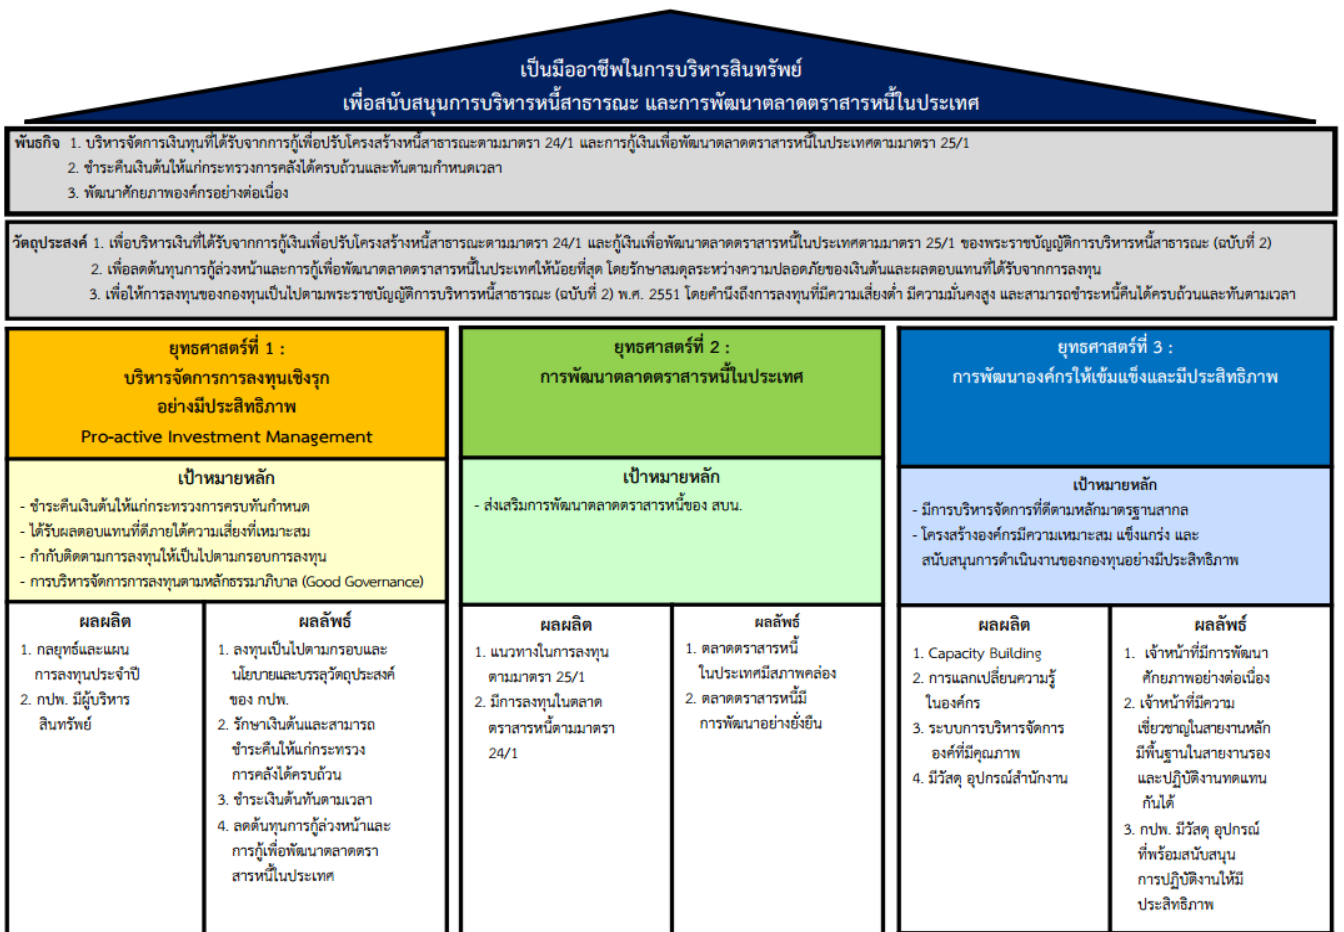 เป็นมืออาชีพในการบริหารสินทรัพย์
เพื่อสนับสนุนการบริหารหนี้สาธารณะ และการพัฒนาตลาดตราสารหนี้ในประเทศ
พันธกิจ 1. บริหารจัดการเงินทุนที่ได้รับจากการกู้เพื่อปรับโครงสร้างหนี้สาธารณะตามมาตรา 24/1 และการกู้เงินเพื่อพัฒนาตลาดตราสารหนี้ในประเทศตามมาตรา 25/1
2. ชำระคืนเงินต้นให้แก่กระทรวงการคลังได้ครบถ้วนและทันตามกำหนดเวลา
3. พัฒนาศักยภาพองค์กรอย่างต่อเนื่อง
วัตถุประสงค์ 1. เพื่อบริหารเงินที่ได้รับจากการกู้เงินเพื่อปรับโครงสร้างหนี้สาธารณะตามมาตรา 24/1 และกู้เงินเพื่อพัฒนาตลาดตราสารหนี้ในประเทศตามมาตรา 25/1 ของพระราชบัญญัติการบริหารหนี้สาธารณะ (ฉบับที่ 2)
2. เพื่อลดต้นทุนการกู้ล่วงหน้าและการกู้เพื่อพัฒนาตลาดตราสารหนี้ในประเทศให้น้อยที่สุด โดยรักษาสมดุลระหว่างความปลอดภัยของเงินต้นและผลตอบแทนที่ได้รับจากการลงทุน
3. เพื่อให้การลงทุนของกองทุนเป็นไปตามพระราชบัญญัติการบริหารหนี้สาธารณะ (ฉบับที่ 2) พ.ศ. 2551 โดยคำนึงถึงการลงทุนที่มีความเสี่ยงต่ำ มีความมั่นคงสูง และสามารถชำระหนี้คืนได้ครบถ้วนและทันตามเวลา
ยุทธศาสตร์ที่ 1 :
บริหารจัดการการลงทุนเชิงรุก
อย่างมีประสิทธิภาพ
Pro-active Investment Management
เป้าหมายหลัก
- ชำระคืนเงินต้นให้แก่กระทรวงการครบทันกำหนด
- ได้รับผลตอบแทนที่ดีภายใต้ความเสี่ยงที่เหมาะสม
- กำกับติดตามการลงทุนให้เป็นไปตามกรอบการลงทุน
- การบริหารจัดการการลงทุนตามหลักธรรมาภิบาล (Good Governance)
ผลผลิต
1. กลยุทธ์และแผน
การลงทุนประจำปี
2. กปพ. มีผู้บริหาร
สินทรัพย์
ผลลัพธ์
1. ลงทุนเป็นไปตามกรอบและ
นโยบายและบรรลุวัตถุประสงค์
ของ กปพ.
2. รักษาเงินต้นและสามารถ
ชำระคืนให้แก่กระทรวง
การคลังได้ครบถ้วน
3. ชำระเงินต้นทันตามเวลา
4. ลดต้นทุนการกู้ล่วงหน้าและ
การกู้เพื่อพัฒนาตลาดตรา
สารหนี้ในประเทศ
ยุทธศาสตร์ที่ 2 :
การพัฒนาตลาดตราสารหนี้ในประเทศ
เป้าหมายหลัก
- ส่งเสริมการพัฒนาตลาดตราสารหนี้ของ สบน.
ผลผลิต
1. แนวทางในการลงทุน
ตามมาตรา 25/1
2. มีการลงทุนในตลาด
ตราสารหนี้ตามมาตรา
24/1
ผลลัพธ์
1. ตลาดตราสารหนี้
ในประเทศมีสภาพคล่อง
2. ตลาดตราสารหนี้มี
การพัฒนาอย่างยั่งยืน
ยุทธศาสตร์ที่ 3 :
การพัฒนาองค์กรให้เข้มแข็งและมีประสิทธิภาพ
เป้าหมายหลัก
- มีการบริหารจัดการที่ดีตามหลักมาตรฐานสากล
- โครงสร้างองค์กรมีความเหมาะสม แข็งแกร่ง และ
สนับสนุนการดำเนินงานของกองทุนอย่างมีประสิทธิภาพ
ผลผลิต
1. Capacity Building
2. การแลกเปลี่ยนความรู้
ในองค์กร
3. ระบบการบริหารจัดการ
องค์ที่มีคุณภาพ
4. มีวัสดุ อุปกรณ์สำนักงาน
ผลลัพธ์
1. เจ้าหน้าที่มีการพัฒนา
ศักยภาพอย่างต่อเนื่อง
2. เจ้าหน้าที่มีความ
เชี่ยวชาญในสายงานหลัก
มีพื้นฐานในสายงานรอง
และปฏิบัติงานทดแทน
กันได้
3. กปพ. มีวัสดุ อุปกรณ์
ที่พร้อมสนับสนุน
การปฏิบัติงานให้มี
ประสิทธิภาพ